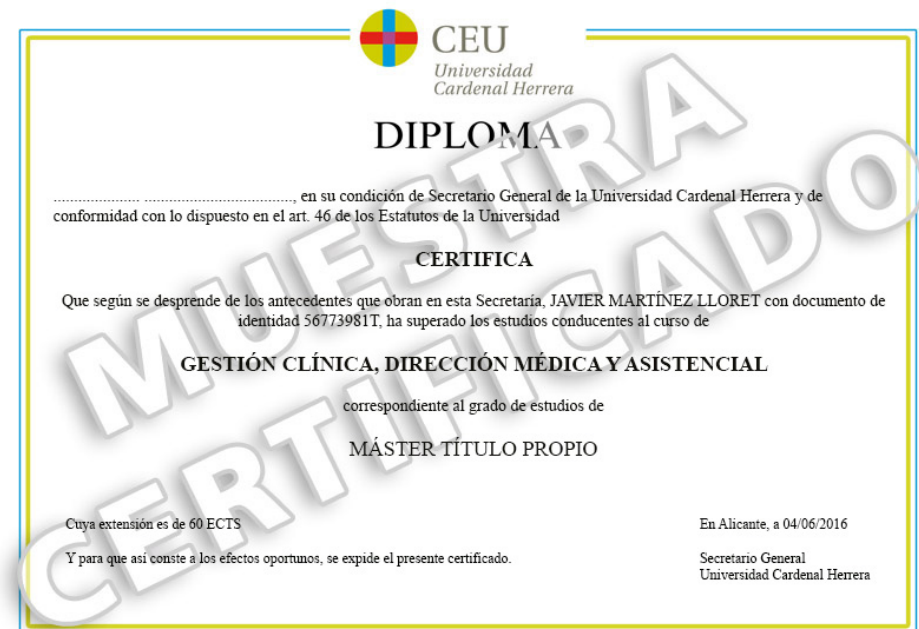 CEU
Universidad
Cardenal Herrera
DIPLOMA
..................... ....................................., en su condición de Secretario General de la Universidad Cardenal Herrera y de
conformidad con lo dispuesto en el art. 46 de los Estatutos de la Universidad
CERTIFICA
Que según se desprende de los antecedentes que obran en esta Secretaría, JAVIER MARTÍNEZ LLORET con documento de
identidad 56773981T, ha superado los estudios conducentes al curso de
GESTIÓN CLÍNICA, DIRECCIÓN MÉDICA Y ASISTENCIAL
correspondiente al grado de estudios de
MÁSTER TÍTULO PROPIO
Cuya extensión es de 60 ECTS
En Alicante, a 04/06/2016
Y para que así conste a los efectos oportunos, se expide el presente certificado.
Secretario General
Universidad Cardenal Herrera
MUESTRA
CERTIFICADO